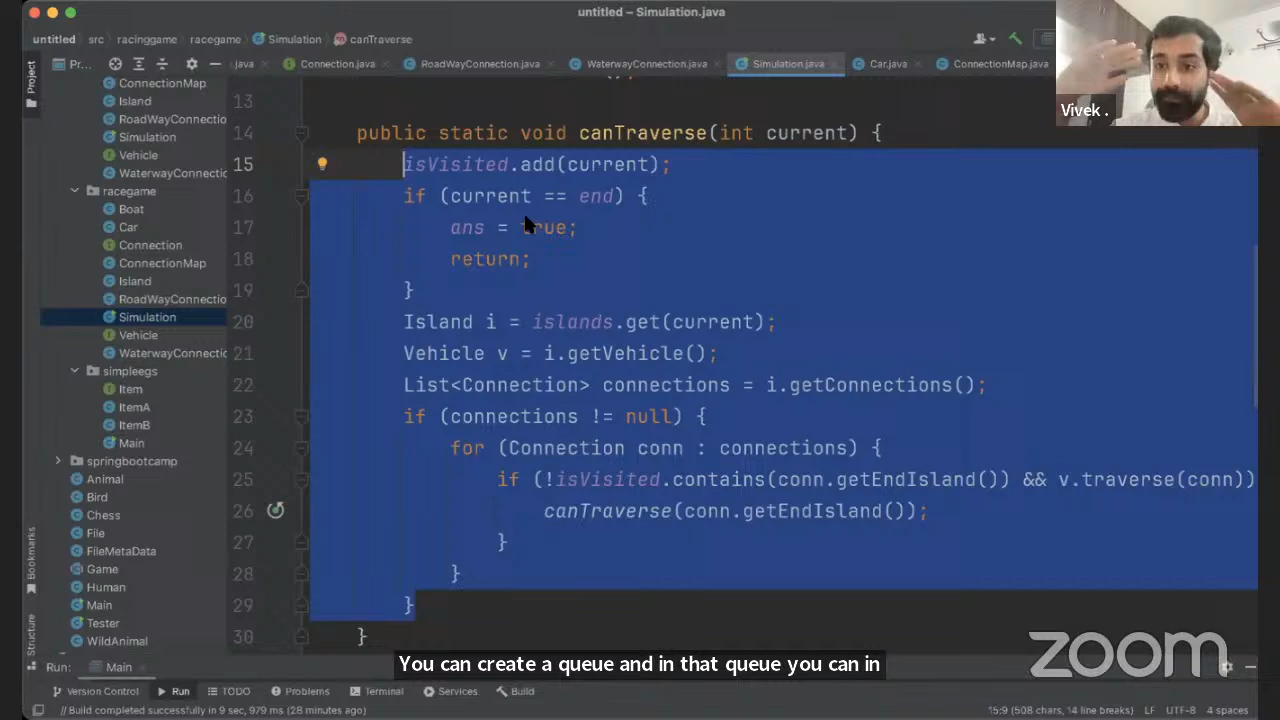 untitled – Simulation.java
untitled src racinggame racegame Simulation canTraverse
Project
Pr...
.java Connection.java RoadWayConnection.java WaterwayConnection.java Simulation.java Car.java ConnectionMap.java
ConnectionMap
Island
RoadWayConnectio
Simulation
Vehicle
WaterwayConnecti
racegame
Boat
Car
Connection
ConnectionMap
Island
RoadWayConnectio
Simulation
Vehicle
WaterwayConnecti
simpleegs
Item
ItemA
ItemB
Main
springbootcamp
Animal
Bird
Chess
File
FileMetaData
Game
Human
Main
Tester
WildAnimal
Bookmarks
Structure
13
14 public static void canTraverse(int current) {
15 isVisited.add(current);
16 if (current == end) {
17 ans = true;
18 return;
19 }
20 Island i = islands.get(current);
21 Vehicle v = i.getVehicle();
22 List<Connection> connections = i.getConnections();
23 if (connections != null) {
24 for (Connection conn : connections) {
25 if (!isVisited.contains(conn.getEndIsland()) && v.traverse(conn))
26 canTraverse(conn.getEndIsland());
27 }
28 }
29 }
30 }
Vivek .
You can create a queue and in that queue you can in
zoom
Run: Main
Version Control Run TODO Problems Terminal Services Build
// Build completed successfully in 9 sec, 979 ms (28 minutes ago) 15:9 (508 chars, 14 line breaks) LF UTF-8 4 spaces